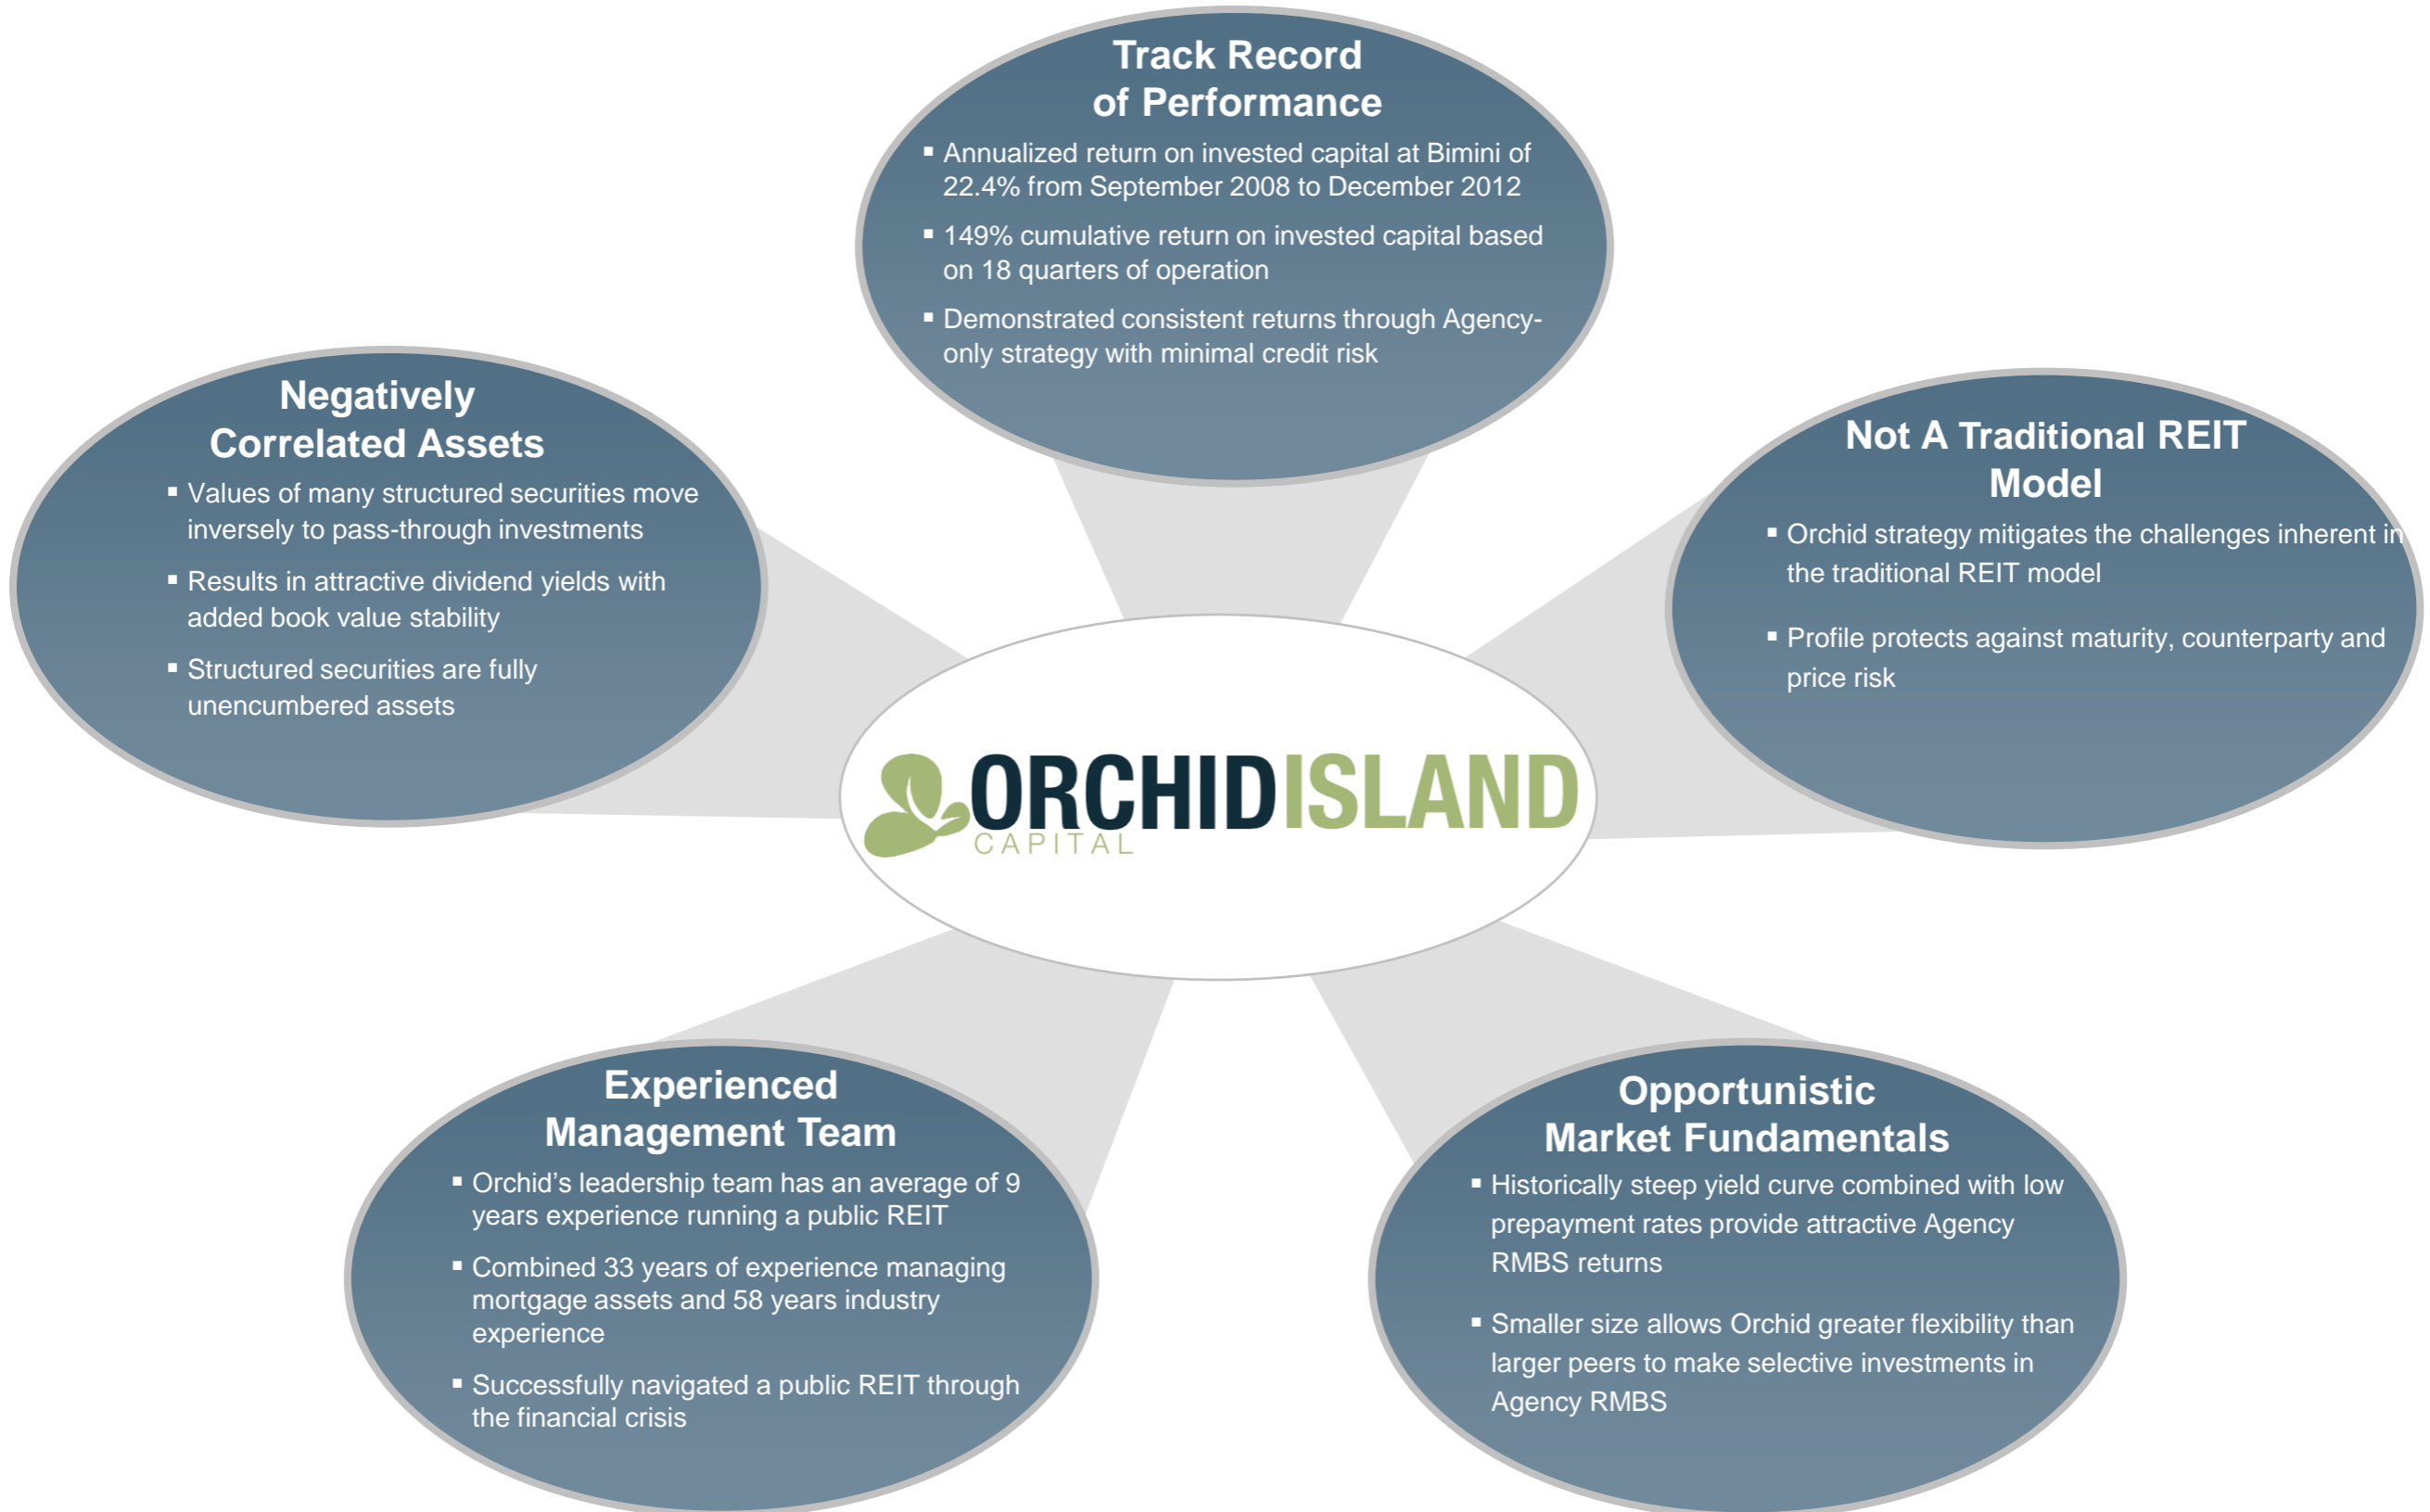 Track Record
of Performance
▪ Annualized return on invested capital at Bimini of
22.4% from September 2008 to December 2012
▪ 149% cumulative return on invested capital based
on 18 quarters of operation
▪ Demonstrated consistent returns through Agency-
only strategy with minimal credit risk
Negatively
Correlated Assets
▪ Values of many structured securities move
inversely to pass-through investments
▪ Results in attractive dividend yields with
added book value stability
▪ Structured securities are fully
unencumbered assets
Not A Traditional REIT
Model
▪ Orchid strategy mitigates the challenges inherent in
the traditional REIT model
▪ Profile protects against maturity, counterparty and
price risk
ORCHIDISLAND
CAPITAL
Experienced
Management Team
▪ Orchid’s leadership team has an average of 9
years experience running a public REIT
▪ Combined 33 years of experience managing
mortgage assets and 58 years industry
experience
▪ Successfully navigated a public REIT through
the financial crisis
Opportunistic
Market Fundamentals
▪ Historically steep yield curve combined with low
prepayment rates provide attractive Agency
RMBS returns
▪ Smaller size allows Orchid greater flexibility than
larger peers to make selective investments in
Agency RMBS